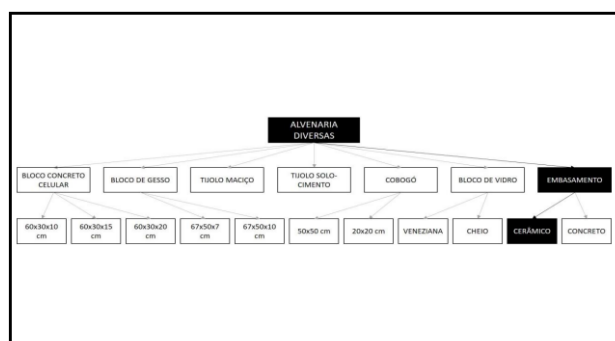 ALVENARIA
DIVERSAS
BLOCO CONCRETO
CELULAR
BLOCO DE GESSO
TIJOLO MACIÇO
TIJOLO SOLO-
CIMENTO
COBOGÓ
BLOCO DE VIDRO
EMBASAMENTO
60x30x10
cm
60x30x15
cm
60x30x20
cm
67x50x7
cm
67x50x10
cm
50x50 cm
20x20 cm
VENEZIANA
CHEIO
CERÂMICO
CONCRETO